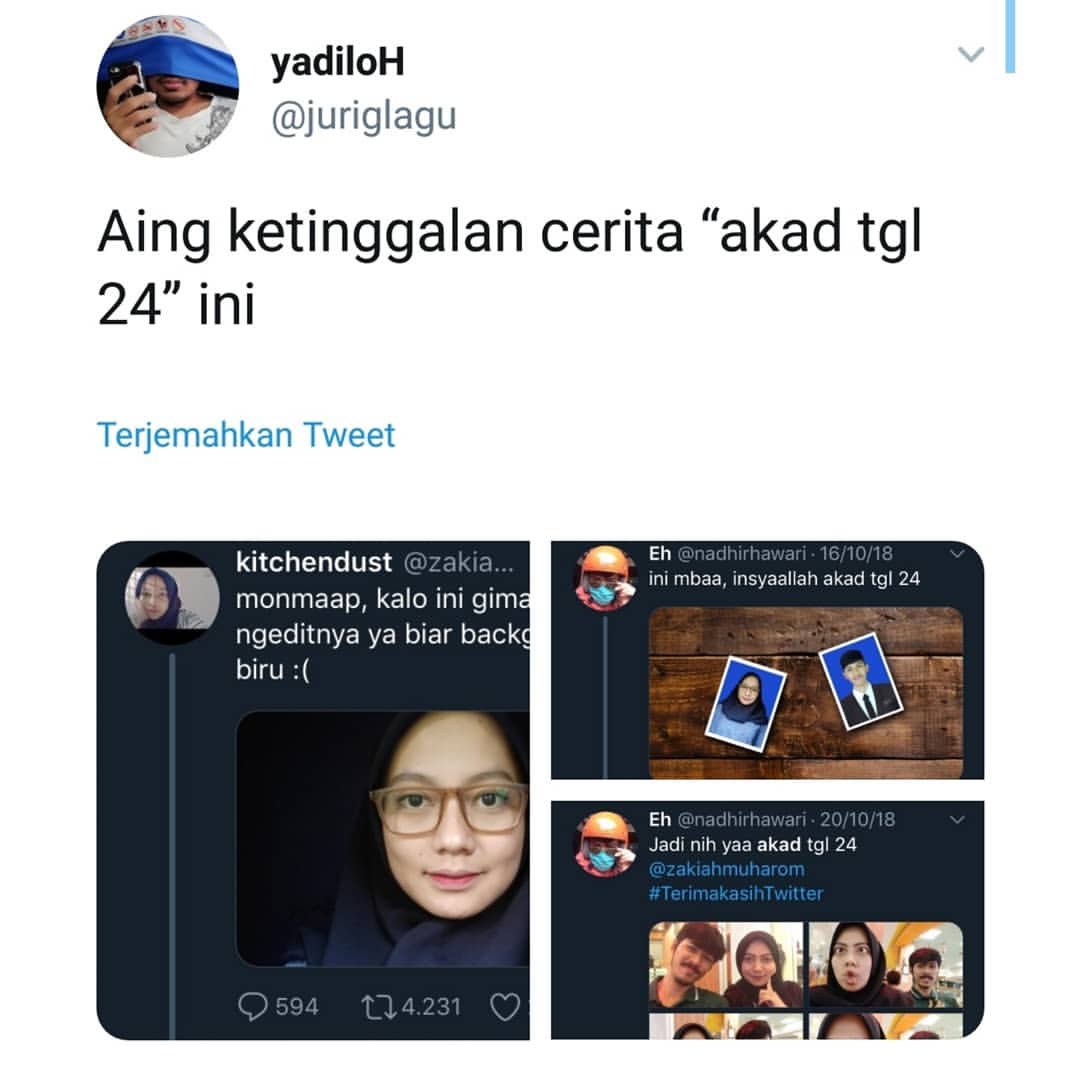 yadiloH
@juriglagu
Aing ketinggalan cerita “akad tgl
24” ini
Terjemahkan Tweet
kitchendust @zakia...
monmaap, kalo ini gima
ngeditnya ya biar backg
biru :(
594 4.231
Eh @nadhirhawari · 16/10/18
ini mbaa, insyaallah akad tgl 24
Eh @nadhirhawari · 20/10/18
Jadi nih yaa akad tgl 24
@zakiahmuharom
#TerimakasihTwitter